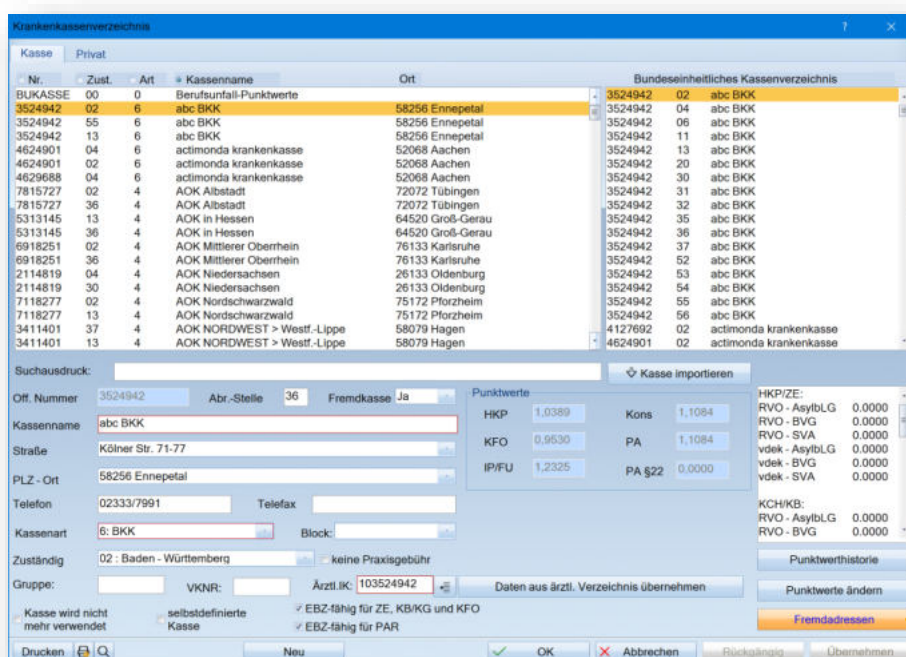 Krankenkassenverzeichnis ? ×
Kasse Privat
Nr. Zust. Art Kassenname Ort Bundeseinheitliches Kassenverzeichnis
BUKASSE 00 0 Berufsunfall-Punktwerte 3524942 02 abc BKK
3524942 02 6 abc BKK 58256 Ennepetal 3524942 04 abc BKK
3524942 55 6 abc BKK 58256 Ennepetal 3524942 06 abc BKK
3524942 13 6 abc BKK 58256 Ennepetal 3524942 11 abc BKK
4624901 04 6 actimonda krankenkasse 52068 Aachen 3524942 13 abc BKK
4624901 02 6 actimonda krankenkasse 52068 Aachen 3524942 20 abc BKK
4629688 04 6 actimonda krankenkasse 52068 Aachen 3524942 30 abc BKK
7815727 02 4 AOK Albstadt 72072 Tübingen 3524942 31 abc BKK
7815727 36 4 AOK Albstadt 72072 Tübingen 3524942 32 abc BKK
5313145 13 4 AOK in Hessen 64520 Groß-Gerau 3524942 35 abc BKK
5313145 36 4 AOK in Hessen 64520 Groß-Gerau 3524942 36 abc BKK
6918251 02 4 AOK Mittlerer Oberrhein 76133 Karlsruhe 3524942 37 abc BKK
6918251 36 4 AOK Mittlerer Oberrhein 76133 Karlsruhe 3524942 52 abc BKK
2114819 04 4 AOK Niedersachsen 26133 Oldenburg 3524942 53 abc BKK
2114819 30 4 AOK Niedersachsen 26133 Oldenburg 3524942 54 abc BKK
7118277 02 4 AOK Nordschwarzwald 75172 Pforzheim 3524942 55 abc BKK
7118277 13 4 AOK Nordschwarzwald 75172 Pforzheim 3524942 56 abc BKK
3411401 37 4 AOK NORDWEST > Westf.-Lippe 58079 Hagen 4127692 02 actimonda krankenkasse
3411401 13 4 AOK NORDWEST > Westf.-Lippe 58079 Hagen 4624901 02 actimonda krankenkasse
Suchausdruck: Kasse importieren
Off. Nummer 3524942 Abr.-Stelle 36 Fremdkasse Ja
Kassenname abc BKK
Straße Kölner Str. 71-77
PLZ - Ort 58256 Ennepetal
Telefon 02333/7991 Telefax
Kassenart 6: BKK Block:
Zuständig 02 : Baden - Württemberg keine Praxisgebühr
Gruppe: VKNR: Ärztl.IK: 103524942
Kasse wird nicht mehr verwendet
selbstdefinierte Kasse
EBZ-fähig für ZE, KB/KG und KFO
EBZ-fähig für PAR
Punktwerte
HKP 1,0389 Kons 1,1084
KFO 0,9530 PA 1,1084
IP/FU 1,2325 PA §22 0,0000
Daten aus ärztl. Verzeichnis übernehmen
HKP/ZE:
RVO - AsylbLG 0.0000
RVO - BVG 0.0000
RVO - SVA 0.0000
vdek - AsylbLG 0.0000
vdek - BVG 0.0000
vdek - SVA 0.0000
KCH/KB:
RVO - AsylbLG 0.0000
RVO - BVG 0.0000
Punktwerthistorie
Punktwerte ändern
Fremdadressen
Drucken Neu OK Abbrechen Rückgängig Übernehmen